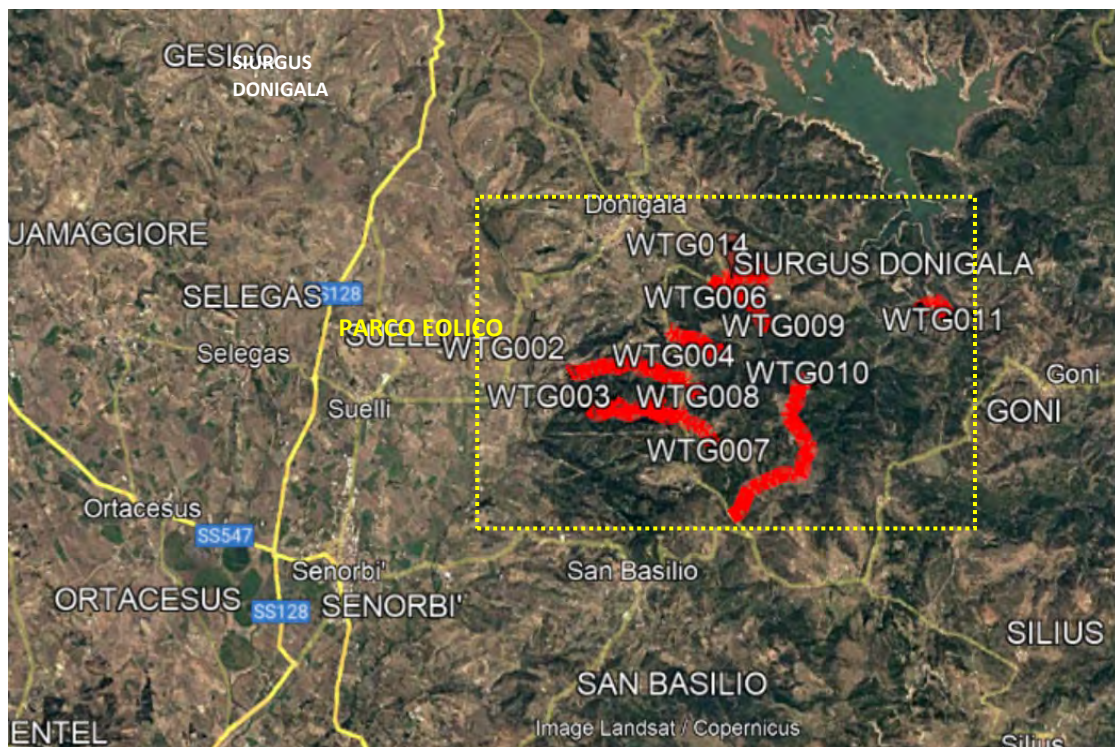 GESICO
SIURGUS
DONIGALA
Donigala
UAMAGGIORE
WTG014
SIURGUS DONIGALA
SELEGAS
SS128
WTG006
WTG009
WTG011
PARCO EOLICO
SUELLI
WTG002
Selegas
WTG004
WTG010
Goni
WTG003
WTG008
Suelli
GONI
WTG007
Ortacesus
SS547
Senorbi'
San Basilio
ORTACESUS
SS128
SENORBI'
SILIUS
SAN BASILIO
ENTEL
Image Landsat / Copernicus
Silius